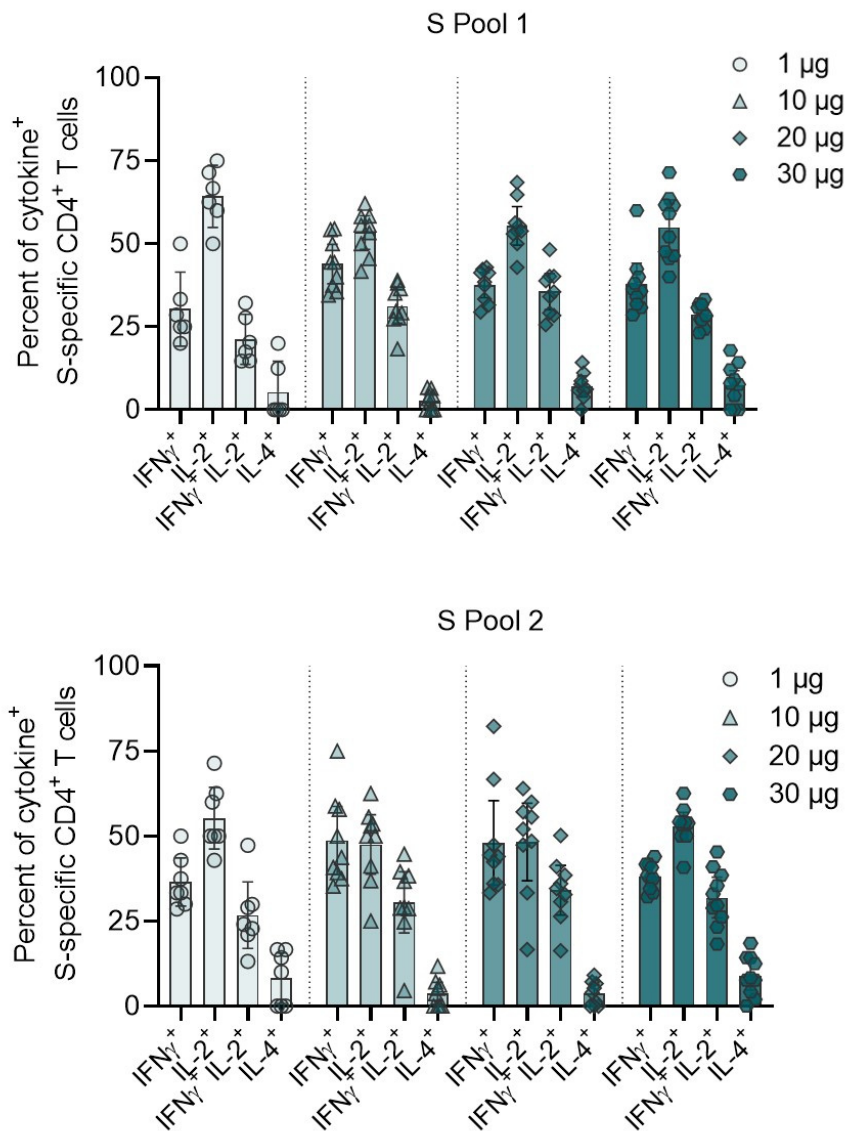 S Pool 1
Percent of cytokine⁺
S-specific CD4⁺ T cells
100
75
50
25
0
1 µg
10 µg
20 µg
30 µg
IFNγ⁺
IL-2⁺
IFNγ⁺ IL-2⁺
IL-4⁺
IFNγ⁺
IL-2⁺
IFNγ⁺ IL-2⁺
IL-4⁺
IFNγ⁺
IL-2⁺
IFNγ⁺ IL-2⁺
IL-4⁺
IFNγ⁺
IL-2⁺
IFNγ⁺ IL-2⁺
IL-4⁺
S Pool 2
Percent of cytokine⁺
S-specific CD4⁺ T cells
100
75
50
25
0
1 µg
10 µg
20 µg
30 µg
IFNγ⁺
IL-2⁺
IFNγ⁺ IL-2⁺
IL-4⁺
IFNγ⁺
IL-2⁺
IFNγ⁺ IL-2⁺
IL-4⁺
IFNγ⁺
IL-2⁺
IFNγ⁺ IL-2⁺
IL-4⁺
IFNγ⁺
IL-2⁺
IFNγ⁺ IL-2⁺
IL-4⁺